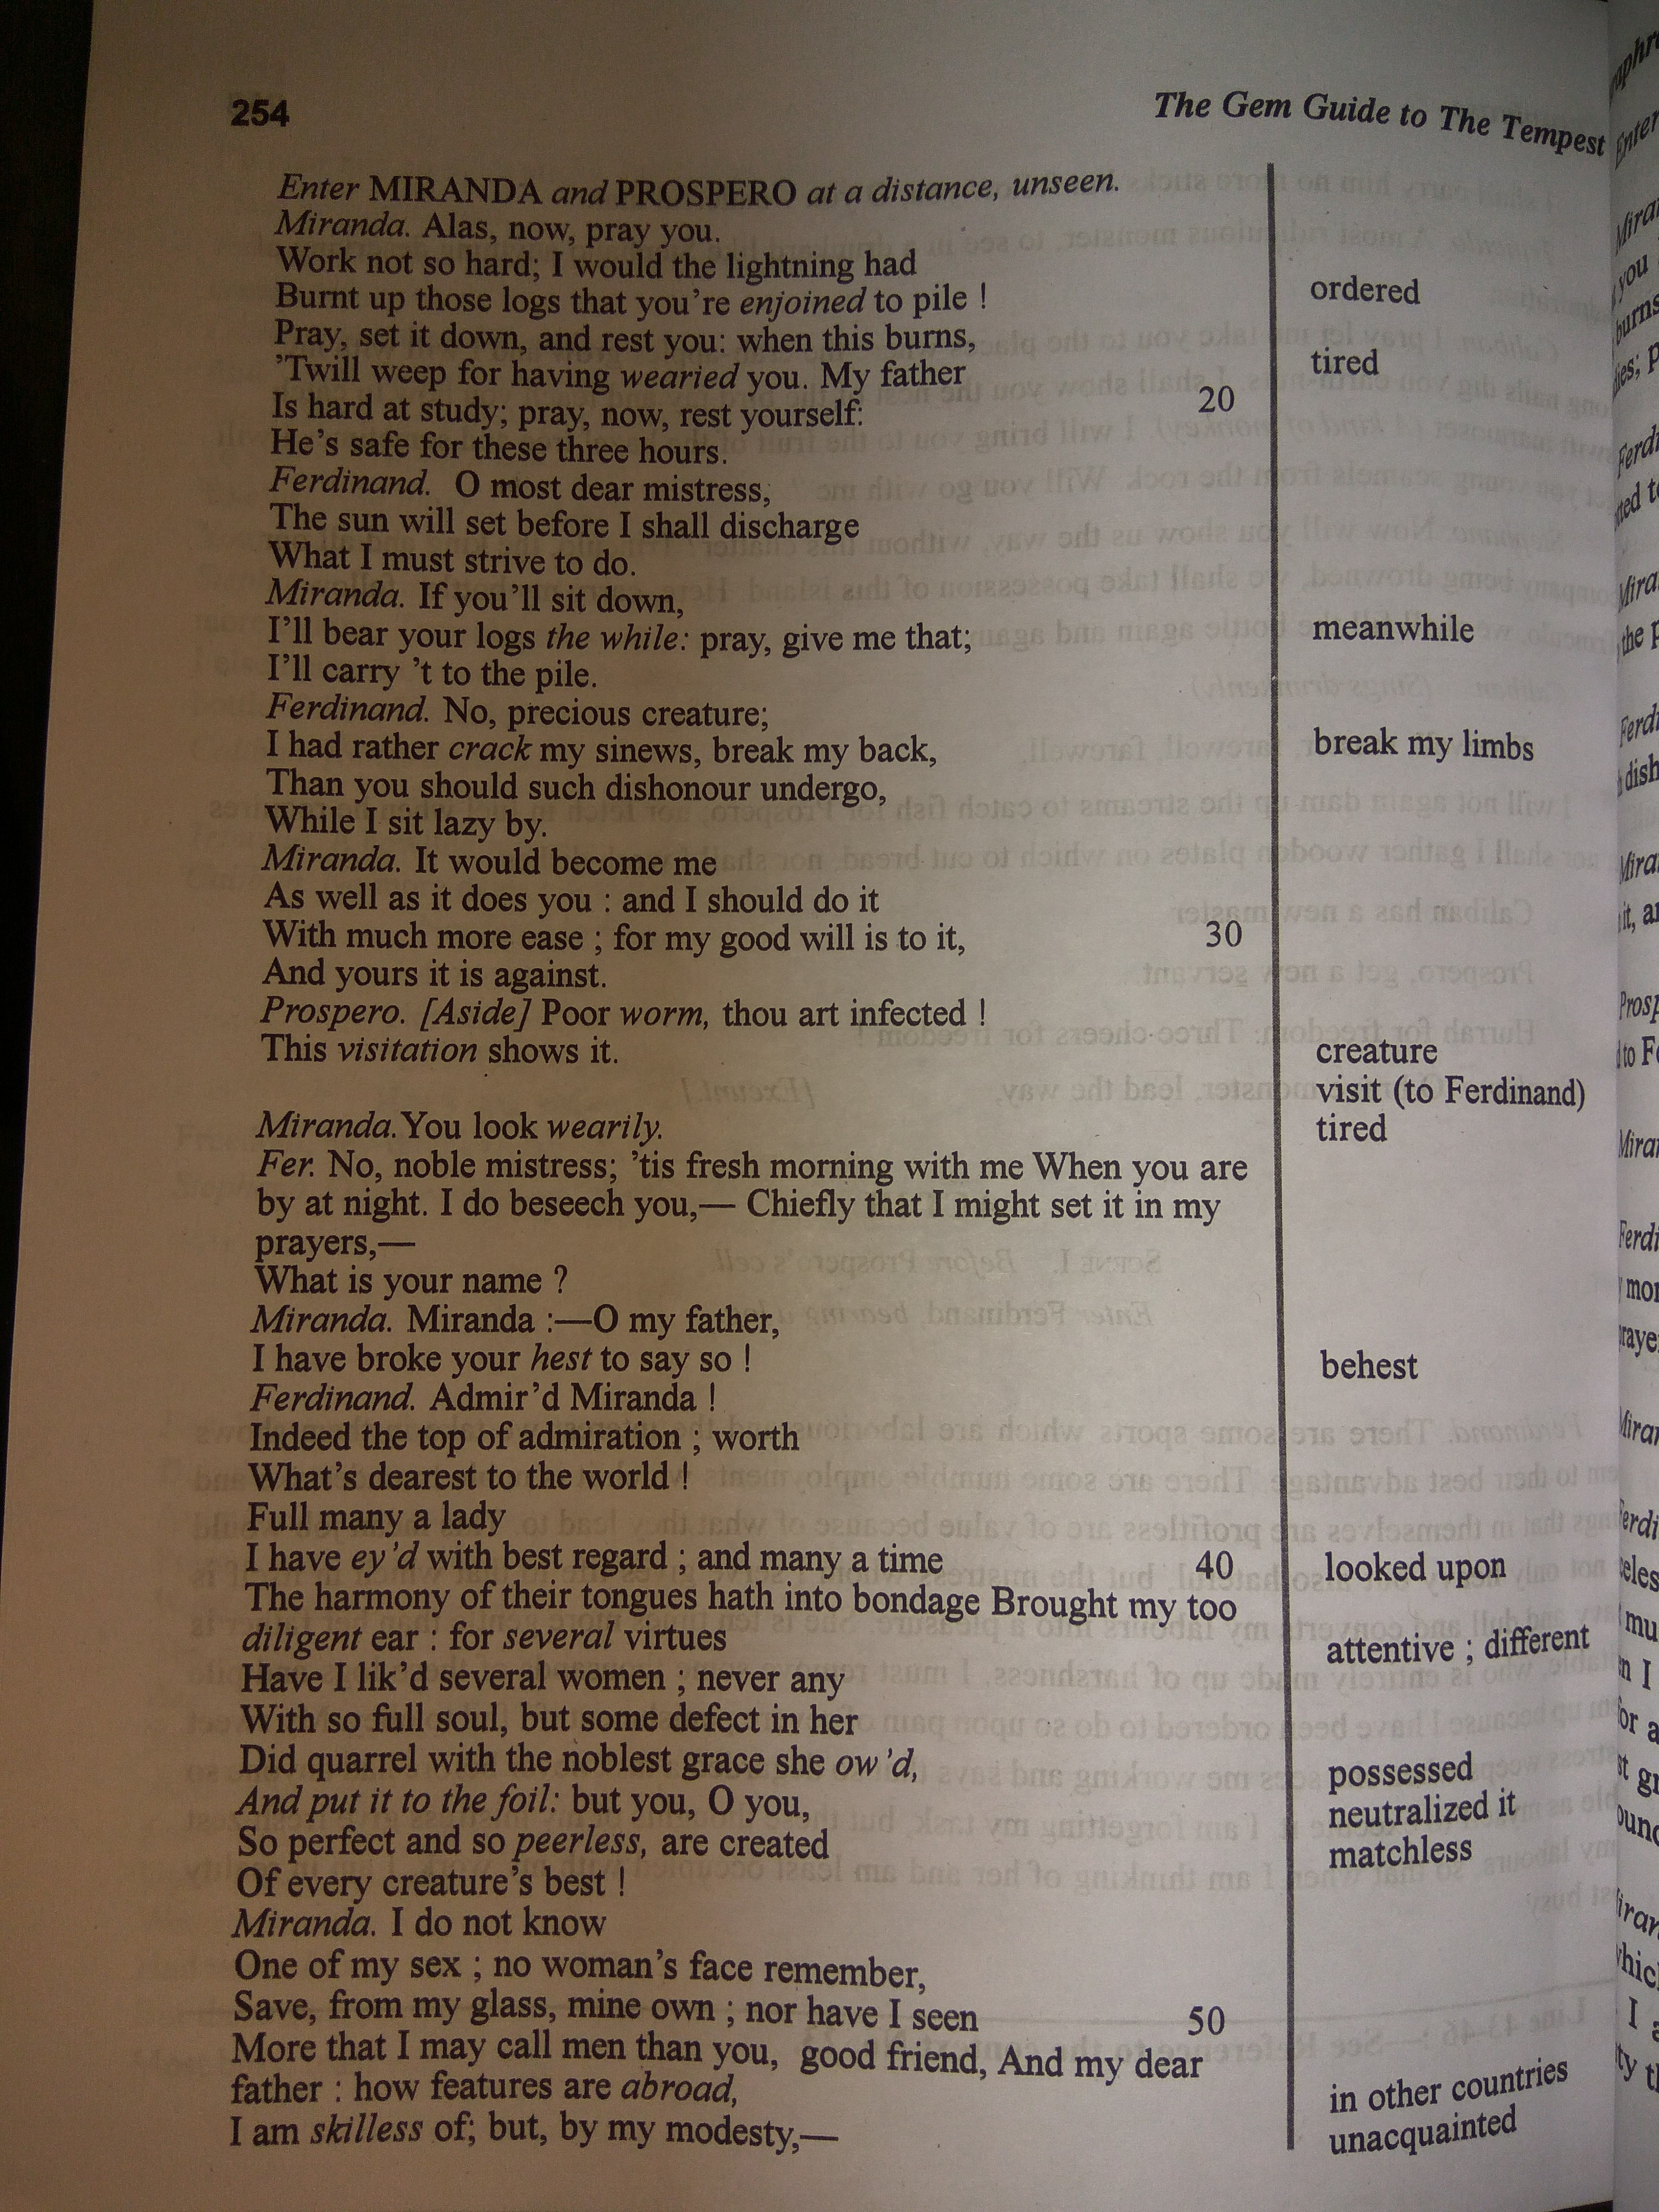 254
The Gem Guide to The Tempest
Enter MIRANDA and PROSPERO at a distance, unseen.
Miranda. Alas, now, pray you.
Work not so hard; I would the lightning had
Burnt up those logs that you're enjoined to pile !
ordered
Pray, set it down, and rest you: when this burns,
'Twill weep for having wearied you. My father
tired
Is hard at study; pray, now, rest yourself:
20
He's safe for these three hours.
Ferdinand. O most dear mistress,
The sun will set before I shall discharge
What I must strive to do.
Miranda. If you'll sit down,
I'll bear your logs the while: pray, give me that;
meanwhile
I'll carry 't to the pile.
Ferdinand. No, precious creature;
I had rather crack my sinews, break my back,
break my limbs
Than you should such dishonour undergo,
While I sit lazy by.
Miranda. It would become me
As well as it does you : and I should do it
With much more ease ; for my good will is to it,
30
And yours it is against.
Prospero. [Aside] Poor worm, thou art infected !
This visitation shows it.
creature
visit (to Ferdinand)
Miranda. You look wearily.
tired
Fer. No, noble mistress; 'tis fresh morning with me When you are
by at night. I do beseech you,— Chiefly that I might set it in my
prayers,—
What is your name ?
Miranda. Miranda :—O my father,
I have broke your hest to say so !
behest
Ferdinand. Admir'd Miranda !
Indeed the top of admiration ; worth
What's dearest to the world !
Full many a lady
I have ey'd with best regard ; and many a time
40
looked upon
The harmony of their tongues hath into bondage Brought my too
diligent ear : for several virtues
attentive ; different
Have I lik'd several women ; never any
With so full soul, but some defect in her
Did quarrel with the noblest grace she ow'd,
possessed
And put it to the foil: but you, O you,
neutralized it
So perfect and so peerless, are created
matchless
Of every creature's best !
Miranda. I do not know
One of my sex ; no woman's face remember,
Save, from my glass, mine own ; nor have I seen
50
More that I may call men than you, good friend, And my dear
father : how features are abroad,
in other countries
I am skilless of; but, by my modesty,—
unacquainted